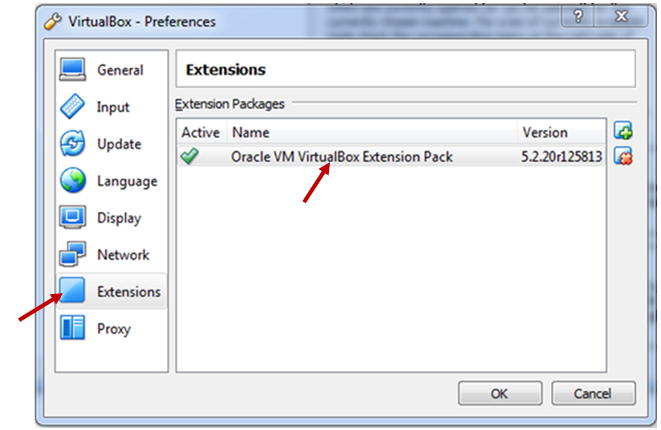 VirtualBox - Preferences
General
Input
Update
Language
Display
Network
Extensions
Proxy
Extensions
Extension Packages
Active Name Version
Oracle VM VirtualBox Extension Pack 5.2.20r125813
OK Cancel